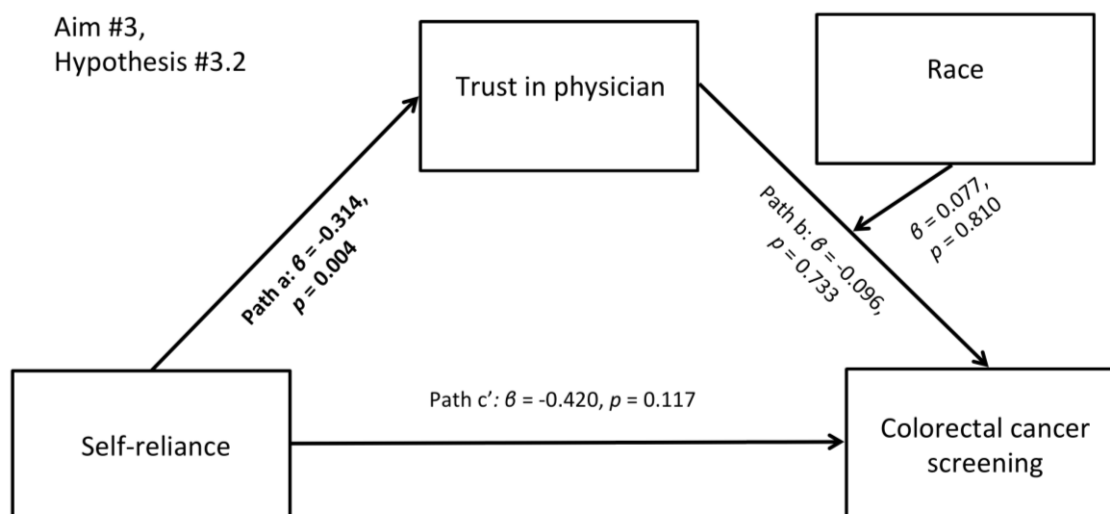 Aim #3,
Hypothesis #3.2
Trust in physician
Race
Path a: β = -0.314,
p = 0.004
Path b: β = -0.096,
p = 0.733
β = 0.077,
p = 0.810
Path c’: β = -0.420, p = 0.117
Self-reliance
Colorectal cancer
screening